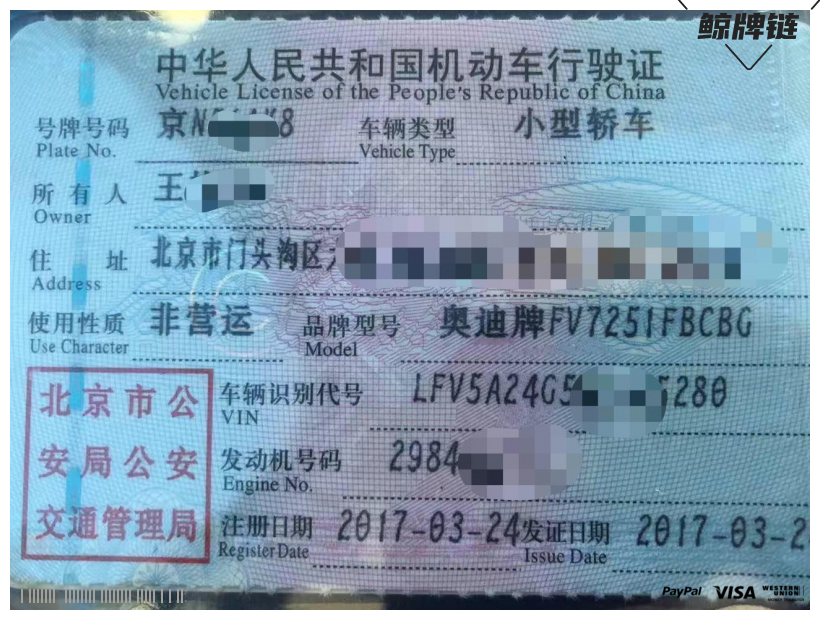 鲸牌链
中华人民共和国机动车行驶证
Vehicle License of the People's Republic of China
号牌号码 京N 8 车辆类型 小型轿车
Plate No. Vehicle Type
所有人 王
Owner
住址 北京市门头沟区
Address
使用性质 非营运 品牌型号 奥迪牌FV7251FBCBG
Use Character Model
北京市公 车辆识别代号 LFV5A24G5 5280
VIN
安局公安 发动机号码 2984
Engine No.
交通管理局 注册日期 2017-03-24 发证日期 2017-03-2
Register Date Issue Date
PayPal VISA WESTERN UNION